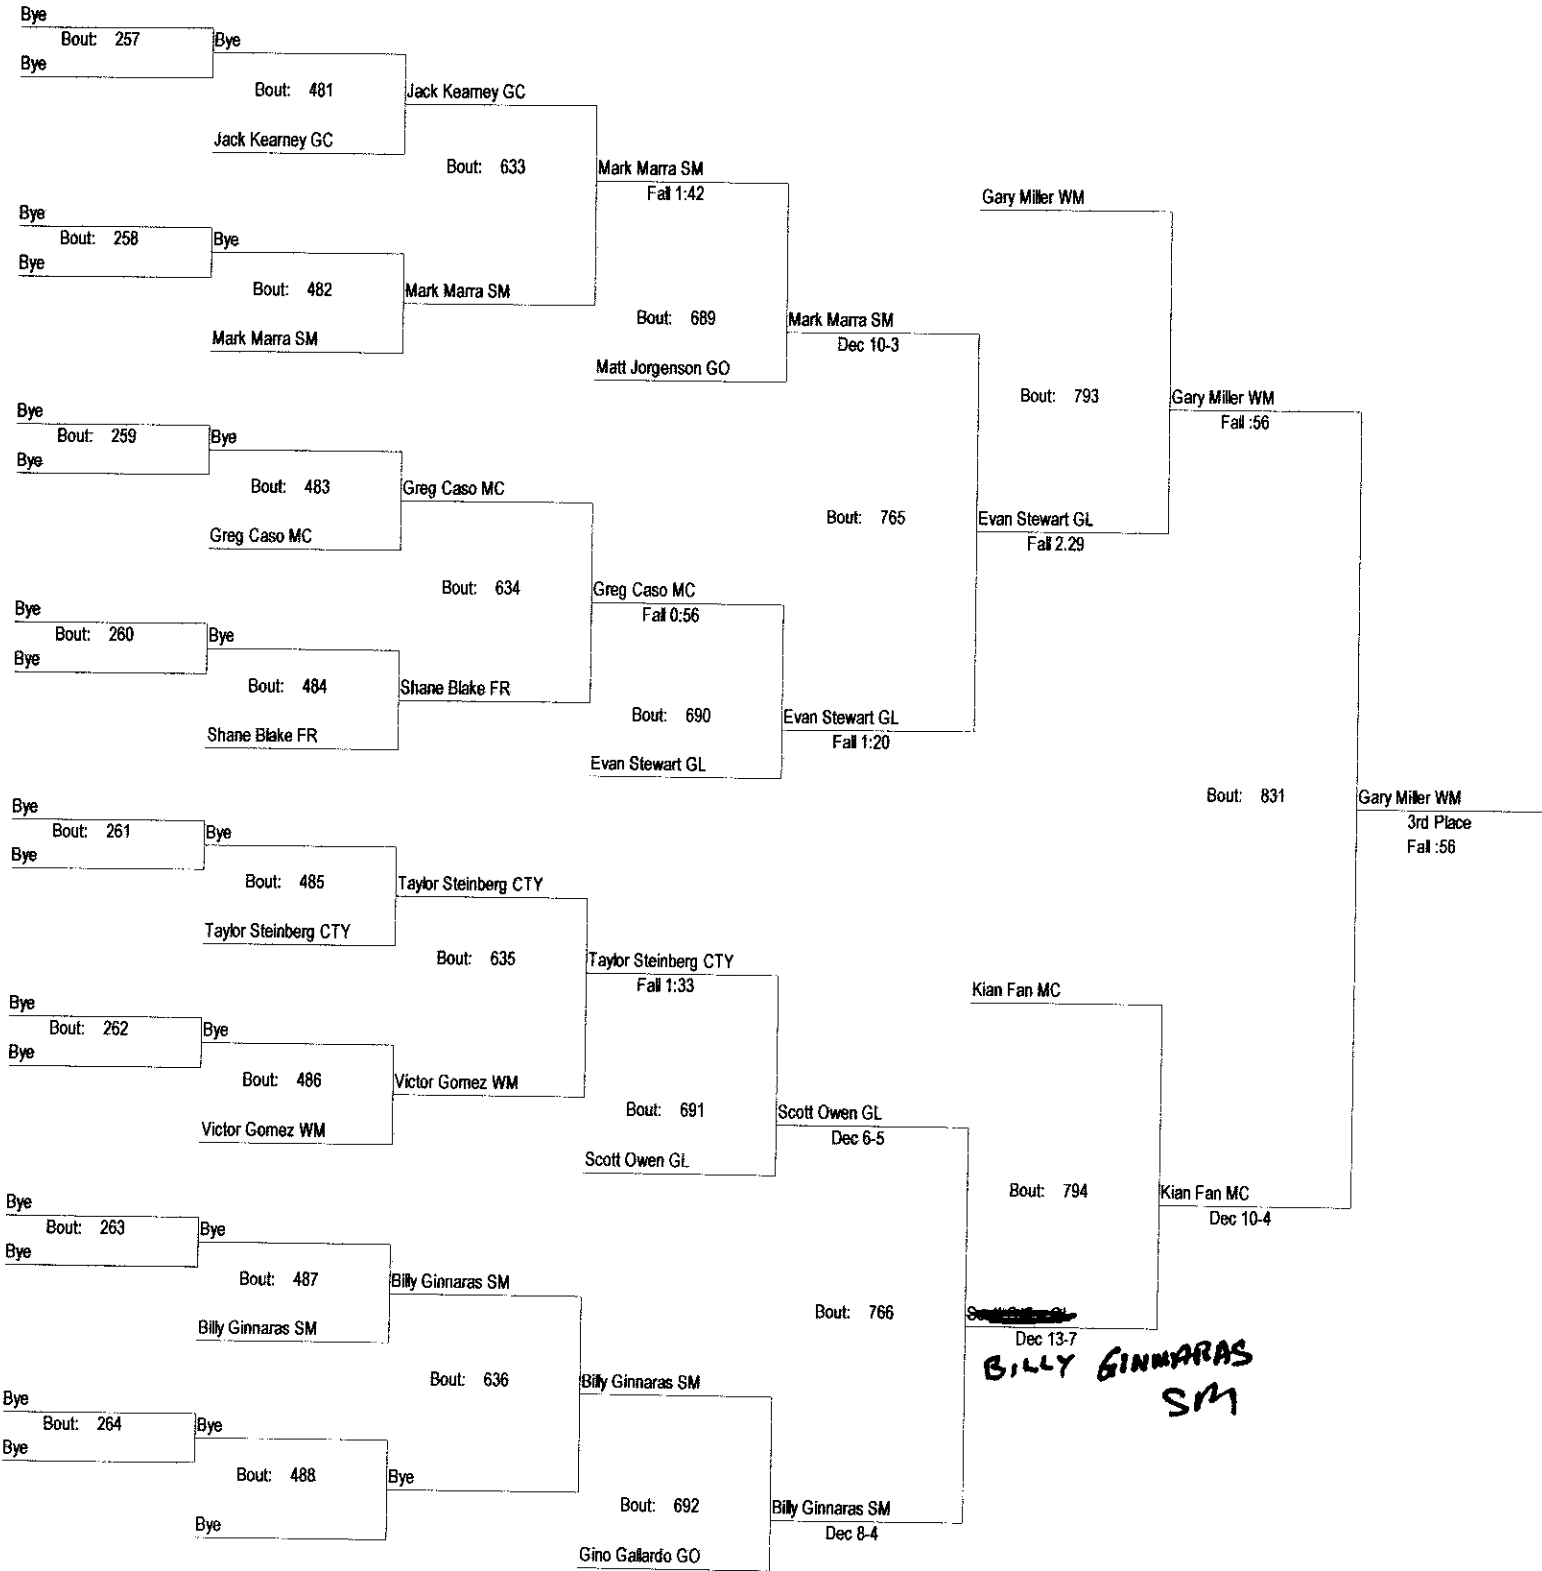 Bye
Bout: 257
Bye
Bye
Bout: 481
Jack Kearney GC
Jack Kearney GC
Bout: 633
Mark Marra SM
Fall 1:42
Gary Miller WM
Bye
Bout: 258
Bye
Bye
Bout: 482
Mark Marra SM
Mark Marra SM
Bout: 689
Mark Marra SM
Dec 10-3
Matt Jorgenson GO
Bout: 793
Gary Miller WM
Fall :56
Bye
Bout: 259
Bye
Bye
Bout: 483
Greg Caso MC
Greg Caso MC
Bout: 765
Evan Stewart GL
Fall 2.29
Bout: 634
Greg Caso MC
Fall 0:56
Bye
Bout: 260
Bye
Bye
Bout: 484
Shane Blake FR
Shane Blake FR
Bout: 690
Evan Stewart GL
Fall 1:20
Evan Stewart GL
Bout: 831
Gary Miller WM
3rd Place
Fall :56
Bye
Bout: 261
Bye
Bye
Bout: 485
Taylor Steinberg CTY
Taylor Steinberg CTY
Bout: 635
Taylor Steinberg CTY
Fall 1:33
Kian Fan MC
Bye
Bout: 262
Bye
Bye
Bout: 486
Victor Gomez WM
Victor Gomez WM
Bout: 691
Scott Owen GL
Dec 6-5
Scott Owen GL
Bout: 794
Kian Fan MC
Dec 10-4
Bye
Bout: 263
Bye
Bye
Bout: 487
Billy Ginnaras SM
Billy Ginnaras SM
Bout: 766
Dec 13-7
BILLY GINMARAS
SM
Bout: 636
Billy Ginnaras SM
Bye
Bout: 264
Bye
Bye
Bout: 488
Bye
Bye
Bout: 692
Billy Ginnaras SM
Dec 8-4
Gino Gallardo GO